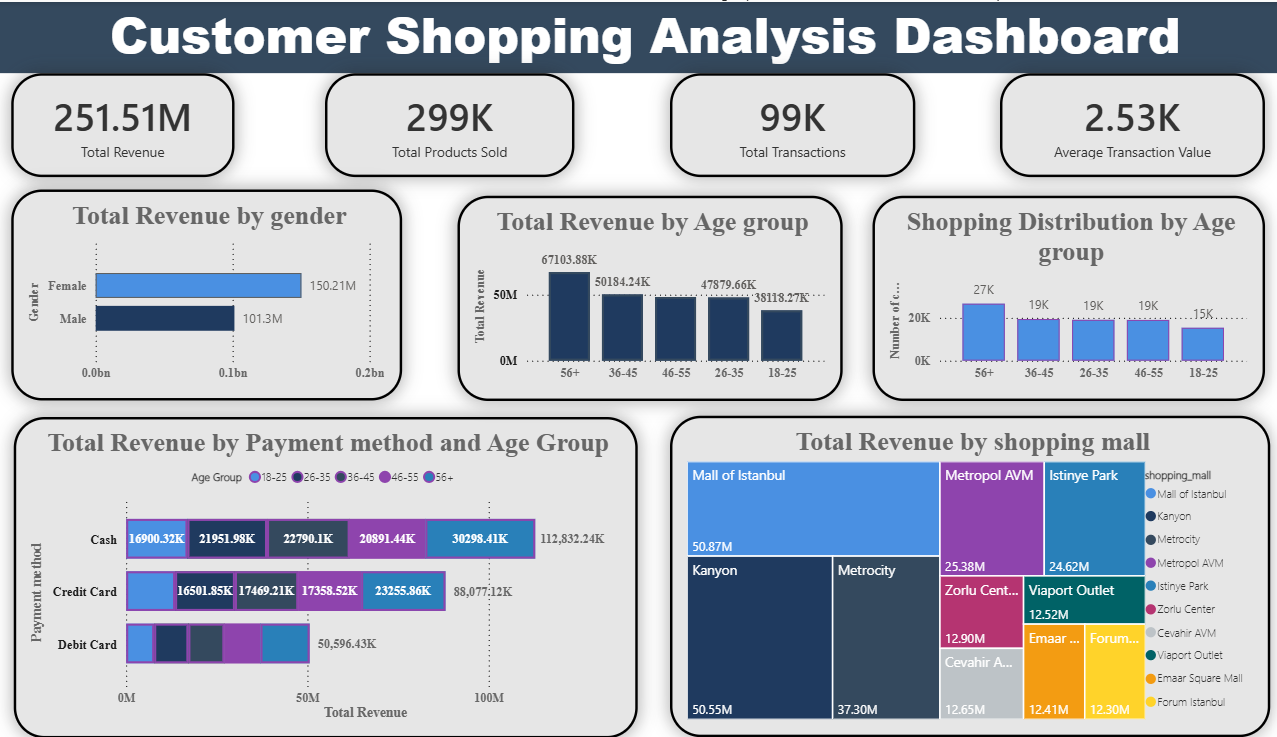 Customer Shopping Analysis Dashboard
251.51M
Total Revenue
299K
Total Products Sold
99K
Total Transactions
2.53K
Average Transaction Value
Total Revenue by gender
Gender
Female
150.21M
Male
101.3M
0.0bn 0.1bn 0.2bn
Total Revenue by Age group
Total Revenue
67103.88K
50184.24K
47879.66K
38118.27K
50M
0M
56+ 36-45 46-55 26-35 18-25
Shopping Distribution by Age
group
Number of c...
27K
19K
19K
19K
15K
20K
0K
56+ 36-45 26-35 46-55 18-25
Total Revenue by Payment method and Age Group
Age Group 18-25 26-35 36-45 46-55 56+
Payment method
Cash 16900.32K 21951.98K 22790.1K 20891.44K 30298.41K 112,832.24K
Credit Card 16501.85K 17469.21K 17358.52K 23255.86K 88,077.12K
Debit Card 50,596.43K
0M 50M 100M
Total Revenue
Total Revenue by shopping mall
Mall of Istanbul
50.87M
Kanyon
50.55M
Metrocity
37.30M
Metropol AVM
25.38M
Istinye Park
24.62M
Zorlu Cent...
12.90M
Cevahir A...
12.65M
Viaport Outlet
12.52M
Emaar ...
12.41M
Forum...
12.30M
shopping_mall
Mall of Istanbul
Kanyon
Metrocity
Metropol AVM
Istinye Park
Zorlu Center
Cevahir AVM
Viaport Outlet
Emaar Square Mall
Forum Istanbul